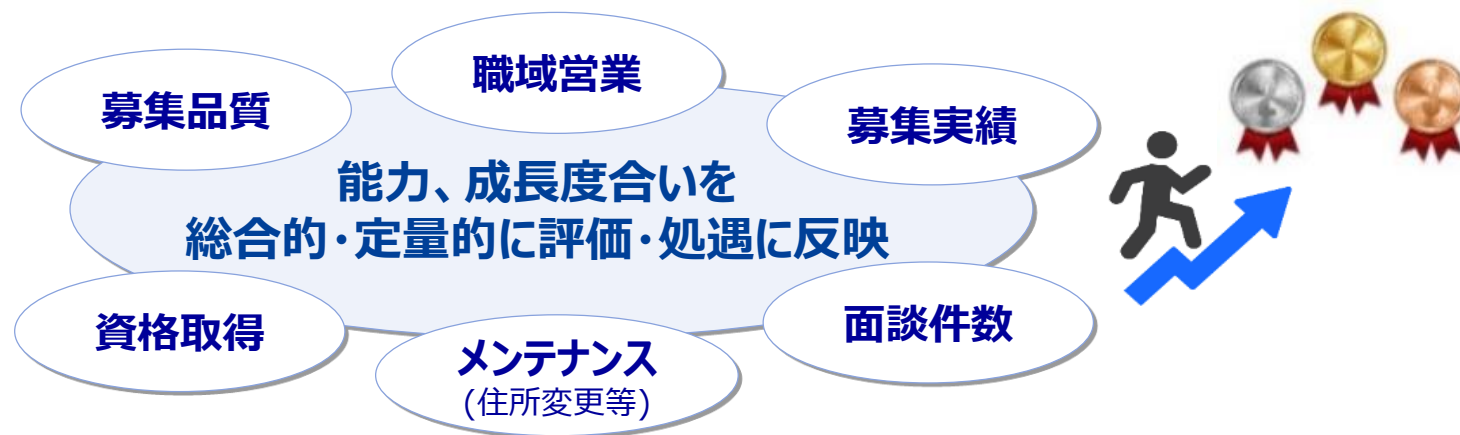 職域営業
募集品質
募集実績
能力、成長度合いを
総合的・定量的に評価・処遇に反映
資格取得
面談件数
メンテナンス
(住所変更等)